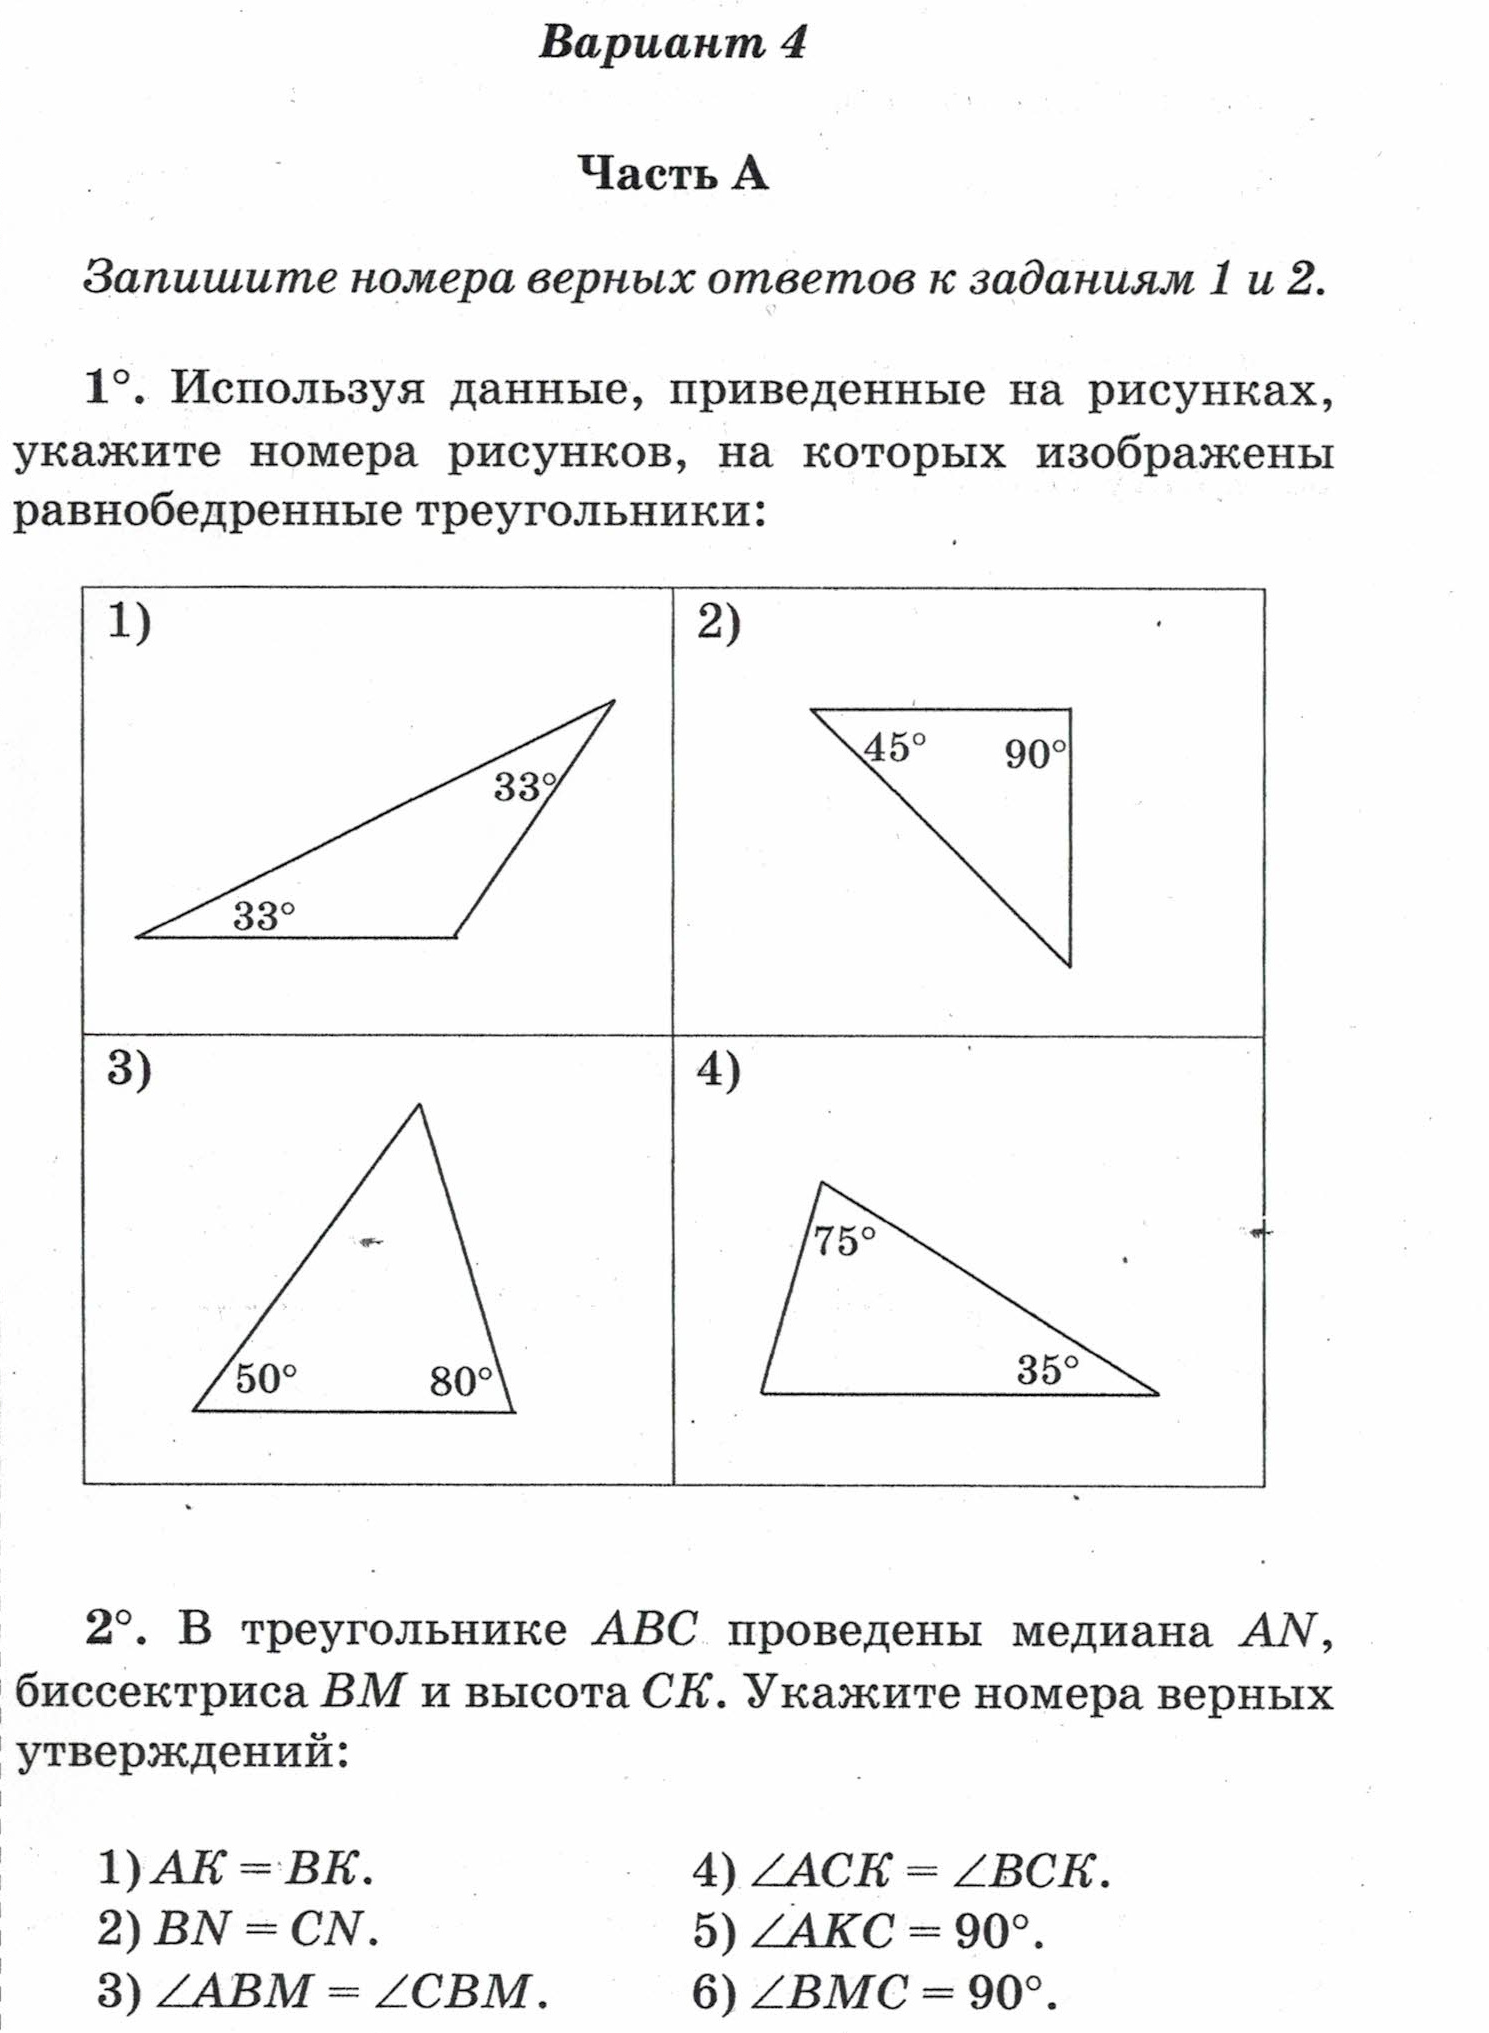 Вариант 4
Часть А
Запишите номера верных ответов к заданиям 1 и 2.
1°. Используя данные, приведенные на рисунках,
укажите номера рисунков, на которых изображены
равнобедренные треугольники:
1)
33°
33°
2)
45°
90°
3)
50°
80°
4)
75°
35°
2°. В треугольнике ABC проведены медиана AN,
биссектриса BM и высота CK. Укажите номера верных
утверждений:
1) AK = BK.
2) BN = CN.
3) ∠ABM = ∠CBM.
4) ∠ACK = ∠BCK.
5) ∠AKC = 90°.
6) ∠BMC = 90°.